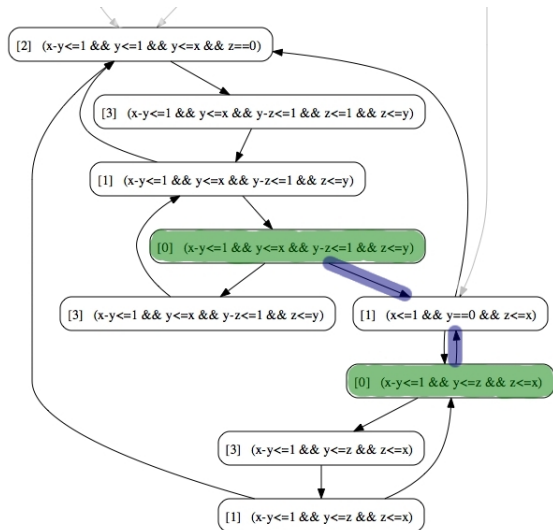 [2] (x-y<=1 && y<=1 && y<=x && z==0)
[3] (x-y<=1 && y<=x && y-z<=1 && z<=1 && z<=y)
[1] (x-y<=1 && y<=x && y-z<=1 && z<=y)
[0] (x-y<=1 && y<=x && y-z<=1 && z<=y)
[3] (x-y<=1 && y<=x && y-z<=1 && z<=y)
[1] (x<=1 && y==0 && z<=x)
[0] (x-y<=1 && y<=z && z<=x)
[3] (x-y<=1 && y<=z && z<=x)
[1] (x-y<=1 && y<=z && z<=x)